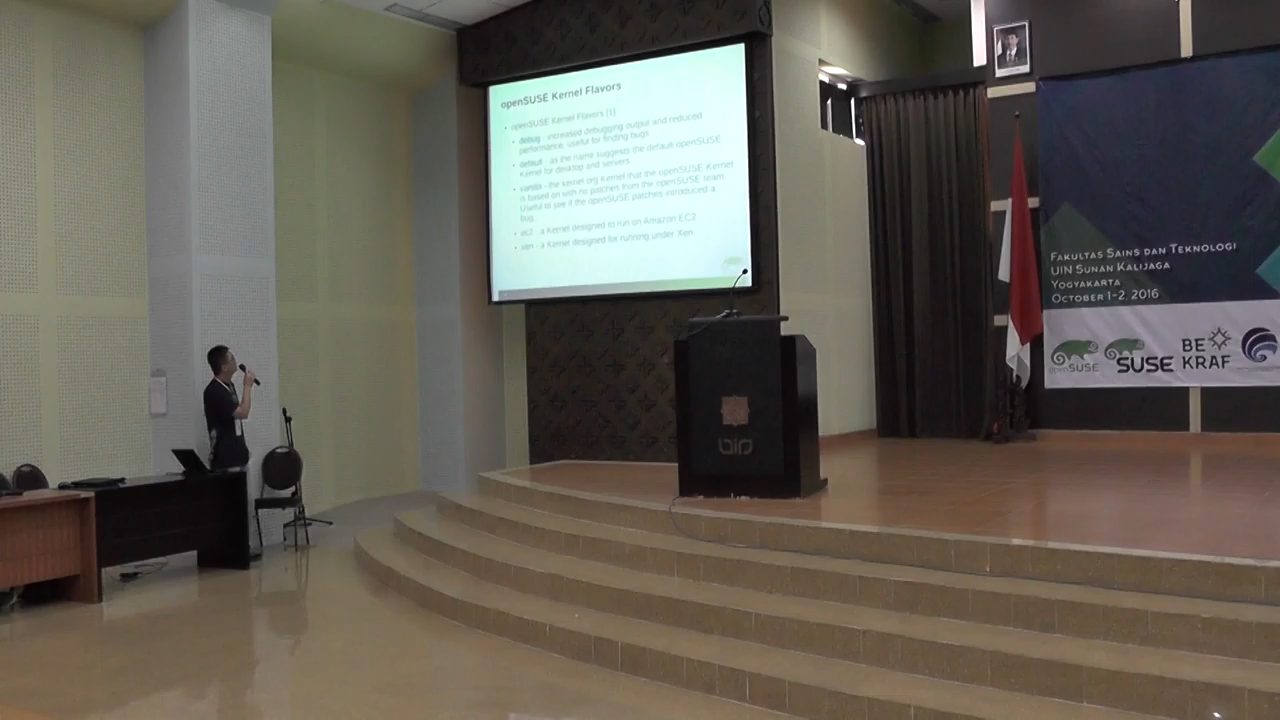 openSUSE Kernel Flavors
• openSUSE Kernel Flavors (1)
• debug - increased debugging output and reduced
performance, useful for finding bugs
• default - as the name suggests the default openSUSE
Kernel for desktop and servers
• vanilla - the kernel.org Kernel that the openSUSE Kernel
is based on with no patches from the openSUSE team.
Useful to see if the openSUSE patches introduced a
bug.
• ec2 - a Kernel designed to run on Amazon EC2
• xen - a Kernel designed for running under Xen
uin
FAKULTAS SAINS DAN TEKNOLOGI
UIN SUNAN KALIJAGA
YOGYAKARTA
OCTOBER 1-2, 2016
openSUSE
SUSE
BE
KRAF